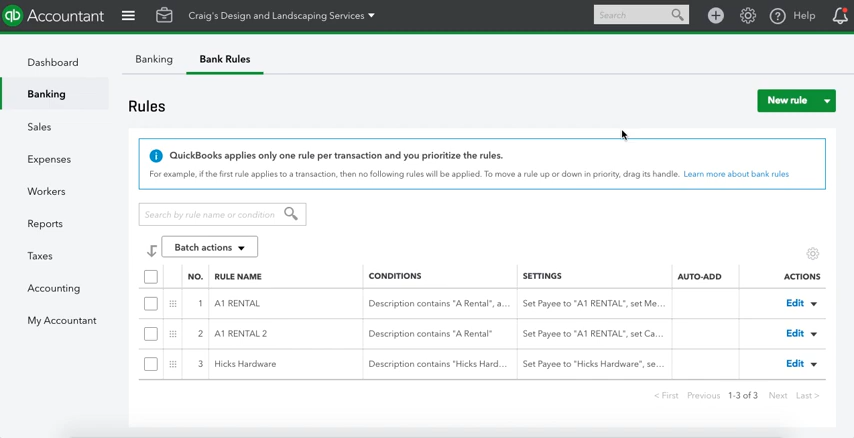 qb Accountant Craig's Design and Landscaping Services Search Help
Dashboard
Banking
Sales
Expenses
Workers
Reports
Taxes
Accounting
My Accountant
Banking Bank Rules
Rules
New rule
QuickBooks applies only one rule per transaction and you prioritize the rules.
For example, if the first rule applies to a transaction, then no following rules will be applied. To move a rule up or down in priority, drag its handle. Learn more about bank rules
Search by rule name or condition
Batch actions
NO. RULE NAME CONDITIONS SETTINGS AUTO-ADD ACTIONS
1 A1 RENTAL Description contains "A Rental", a... Set Payee to "A1 RENTAL", set Me... Edit
2 A1 RENTAL 2 Description contains "A Rental" Set Payee to "A1 RENTAL", set Ca... Edit
3 Hicks Hardware Description contains "Hicks Hard... Set Payee to "Hicks Hardware", se... Edit
< First Previous 1-3 of 3 Next Last >